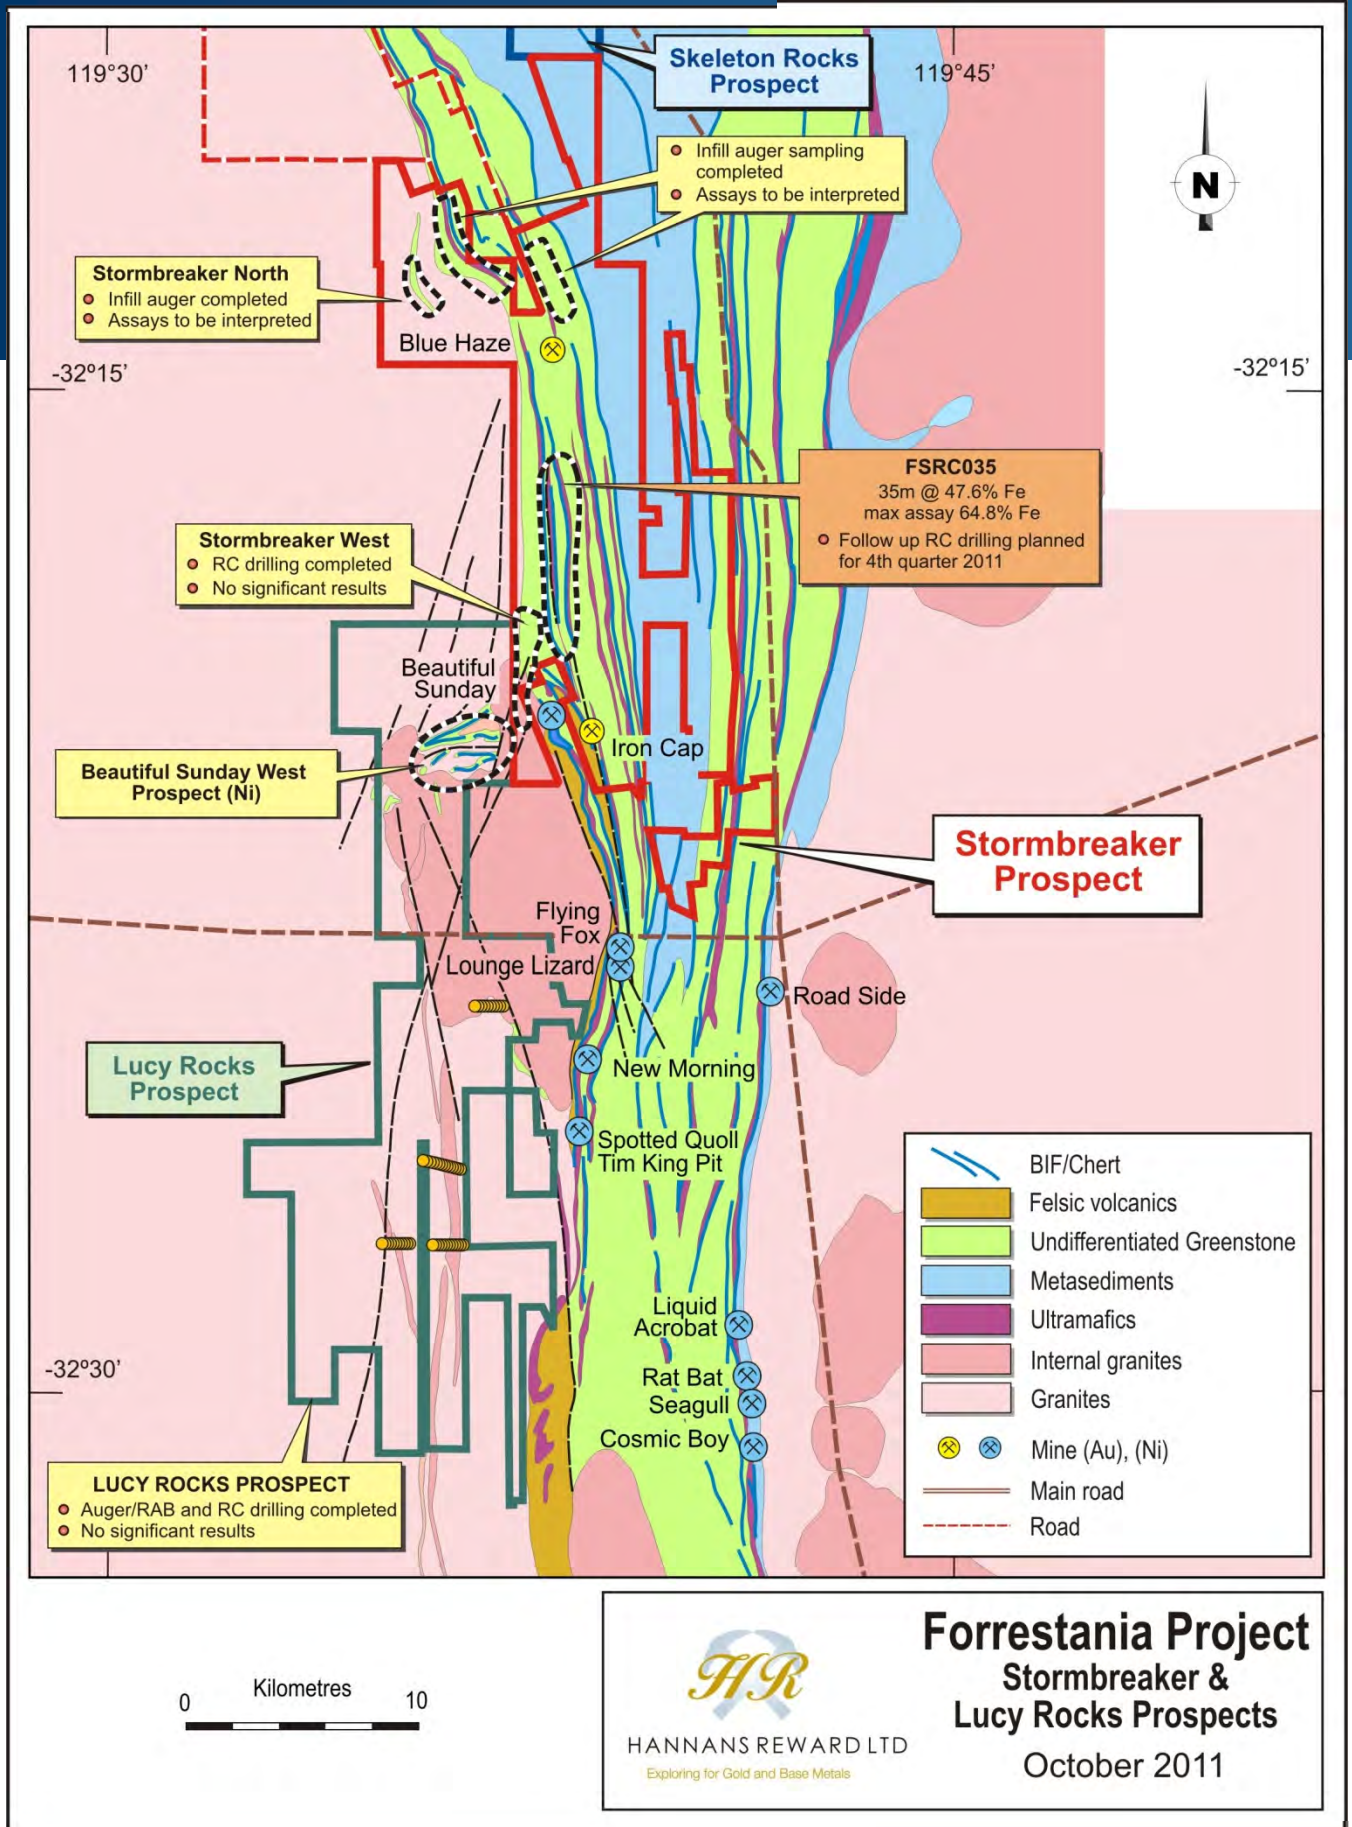 119°30’
Skeleton Rocks
Prospect
119°45’
Infill auger sampling
completed
Assays to be interpreted
N
Stormbreaker North
Infill auger completed
Assays to be interpreted
Blue Haze
-32°15’
-32°15’
FSRC035
35m @ 47.6% Fe
max assay 64.8% Fe
Follow up RC drilling planned
for 4th quarter 2011
Stormbreaker West
RC drilling completed
No significant results
Beautiful
Sunday
Iron Cap
Beautiful Sunday West
Prospect (Ni)
Stormbreaker
Prospect
Flying
Fox
Lounge Lizard
Road Side
Lucy Rocks
Prospect
New Morning
Spotted Quoll
Tim King Pit
BIF/Chert
Felsic volcanics
Undifferentiated Greenstone
Metasediments
Ultramafics
Internal granites
Granites
Mine (Au), (Ni)
Main road
Road
Liquid
Acrobat
Rat Bat
Seagull
Cosmic Boy
-32°30’
LUCY ROCKS PROSPECT
Auger/RAB and RC drilling completed
No significant results
0 Kilometres 10
HR
HANNANS REWARD LTD
Exploring for Gold and Base Metals
Forrestania Project
Stormbreaker &
Lucy Rocks Prospects
October 2011